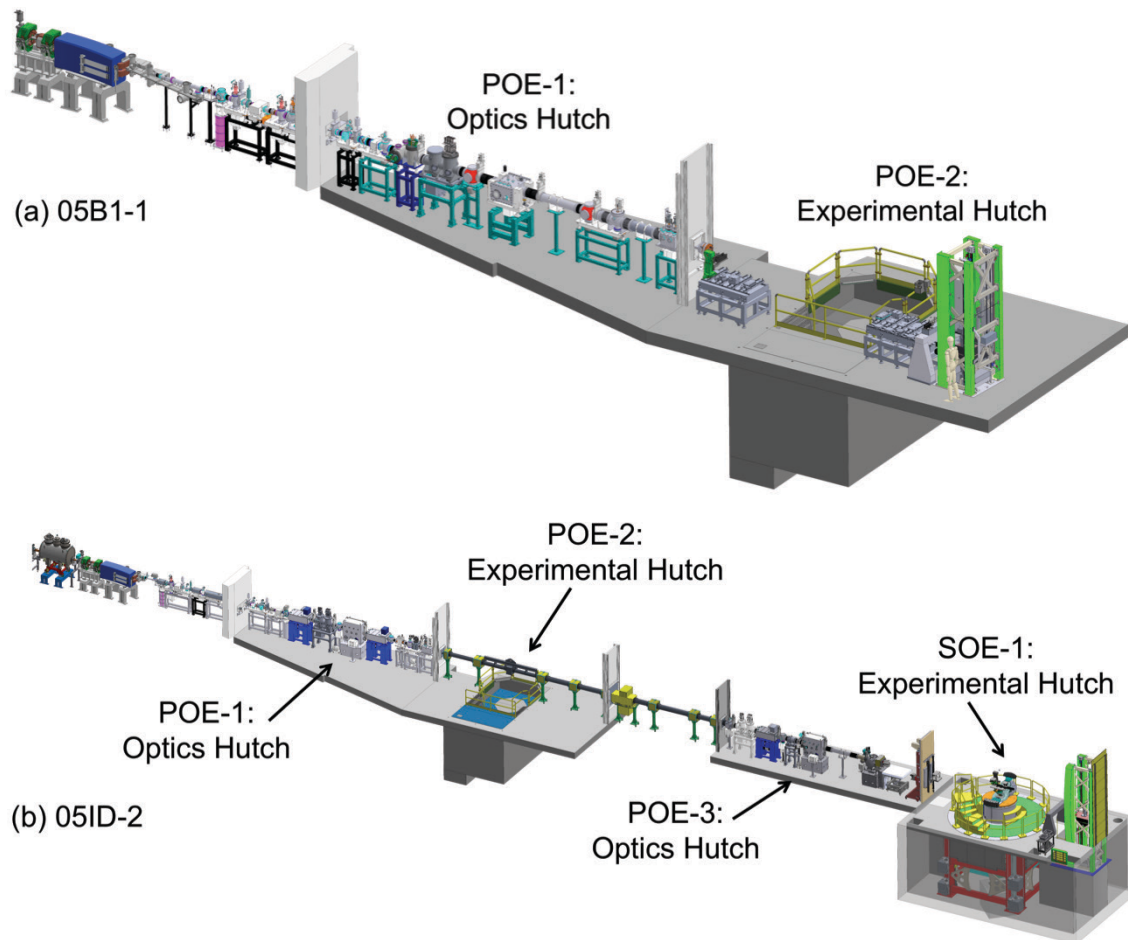 POE-1:
Optics Hutch
POE-2:
Experimental Hutch
(a) 05B1-1
POE-2:
Experimental Hutch
SOE-1:
Experimental Hutch
POE-1:
Optics Hutch
(b) 05ID-2
POE-3:
Optics Hutch